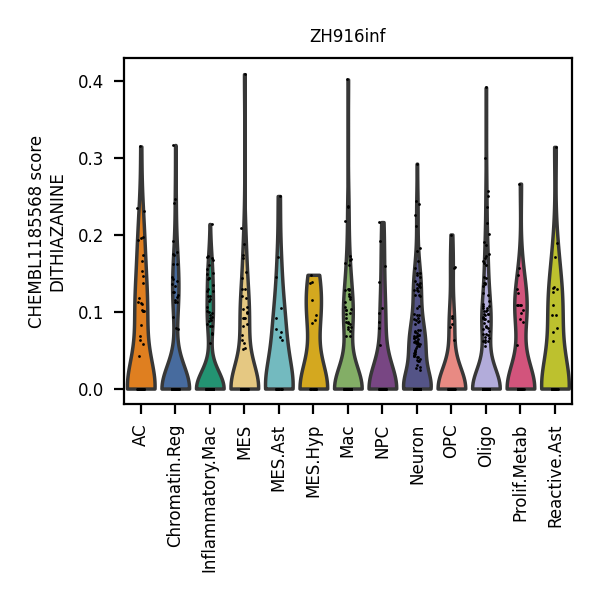 ZH916inf
CHEMBL1185568 score
DITHIAZANINE
0.4
0.3
0.2
0.1
0.0
AC
Chromatin.Reg
Inflammatory.Mac
MES
MES.Ast
MES.Hyp
Mac
NPC
Neuron
OPC
Oligo
Prolif.Metab
Reactive.Ast